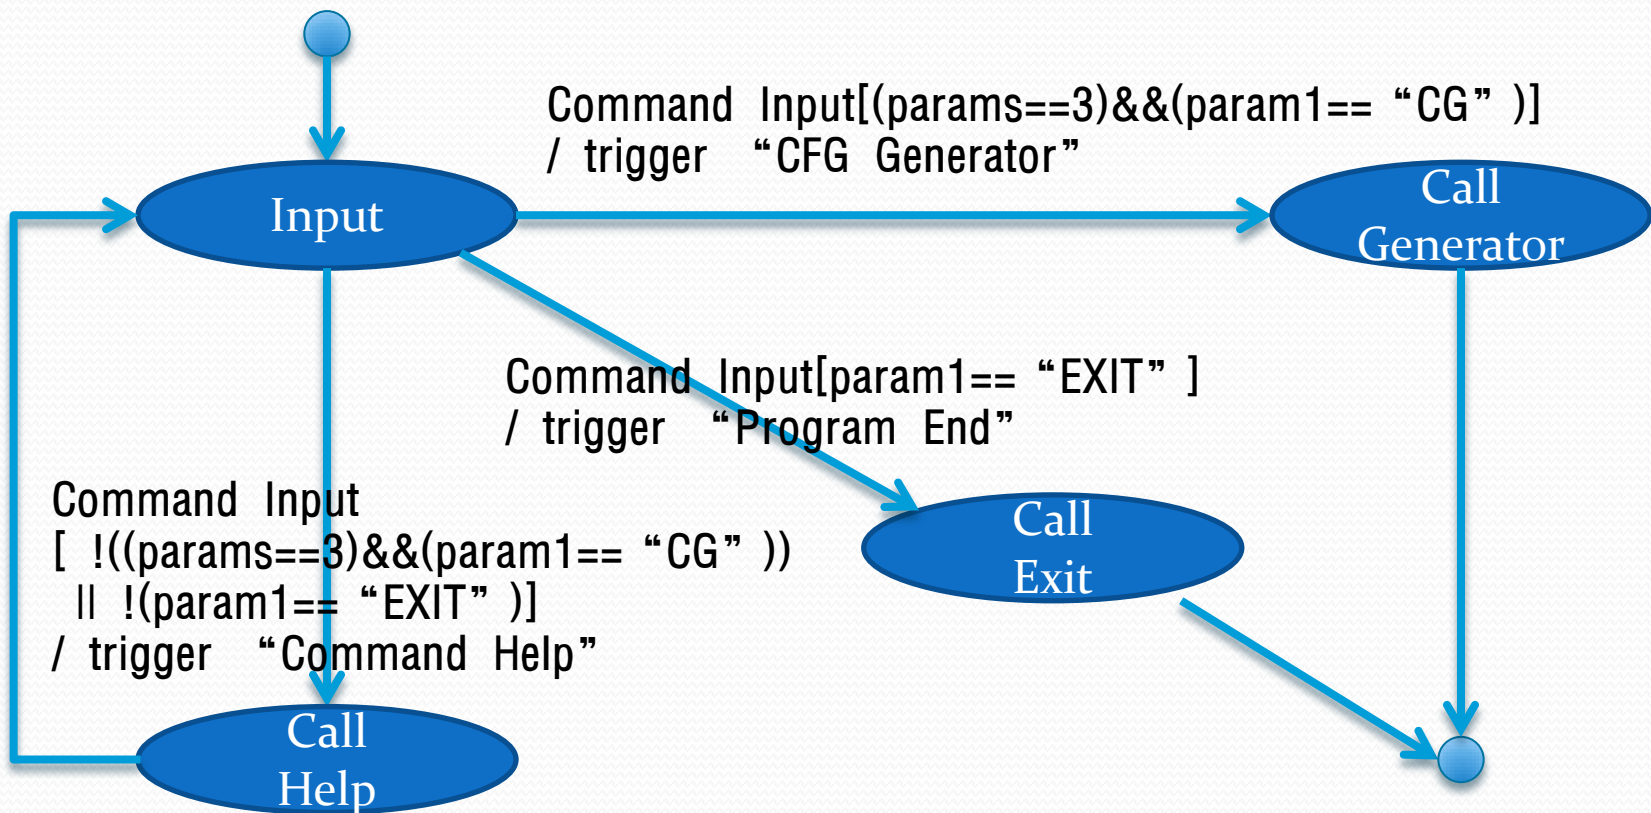 Command Input[(params==3)&&(param1== “CG” )]
/ trigger “CFG Generator”
Input
Call
Generator
Command Input[param1== “EXIT” ]
/ trigger “Program End”
Command Input
[ !((params==3)&&(param1== “CG” ))
|| !(param1== “EXIT” )]
/ trigger “Command Help”
Call
Exit
Call
Help